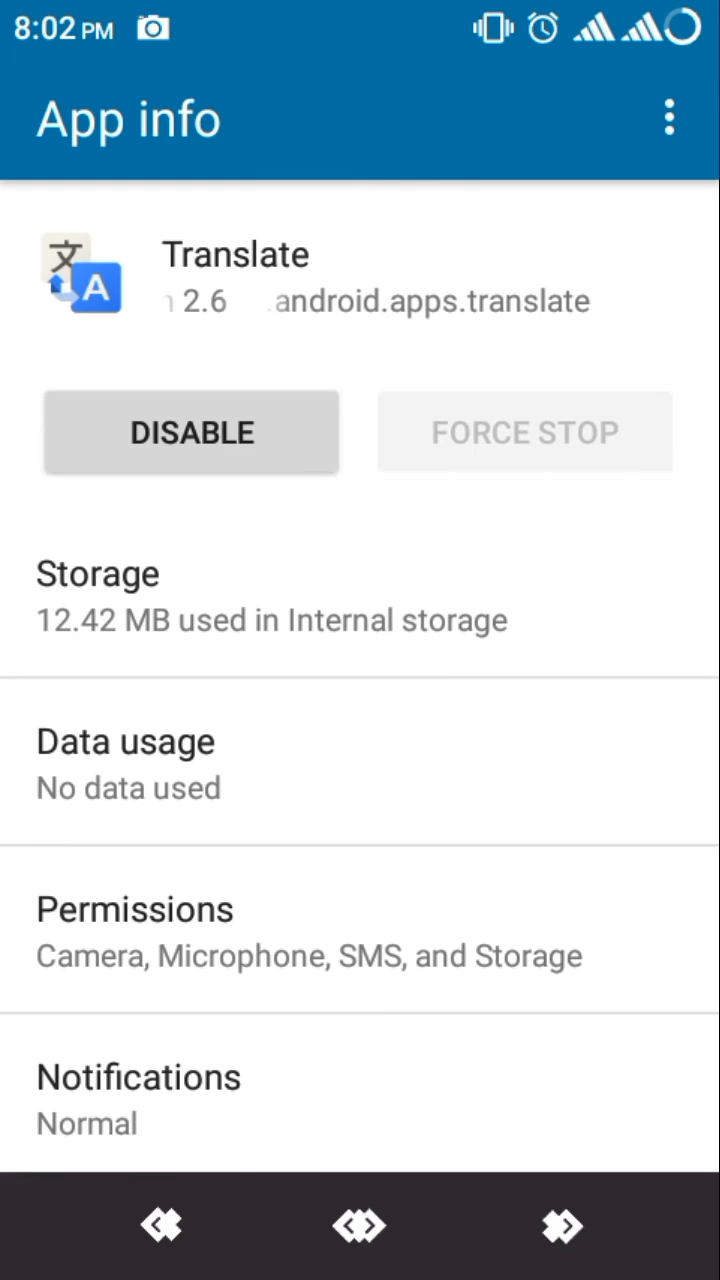 8:02 PM
App info
文
A
Translate
2.6 .android.apps.translate
DISABLE
FORCE STOP
Storage
12.42 MB used in Internal storage
Data usage
No data used
Permissions
Camera, Microphone, SMS, and Storage
Notifications
Normal